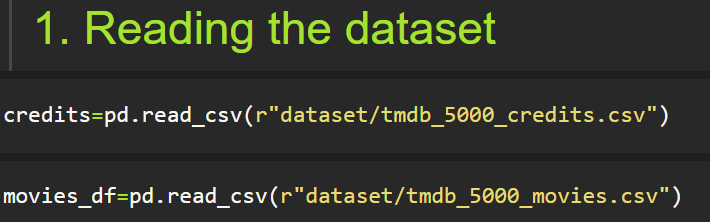 1. Reading the dataset
credits=pd.read_csv(r"dataset/tmdb_5000_credits.csv")
movies_df=pd.read_csv(r"dataset/tmdb_5000_movies.csv")